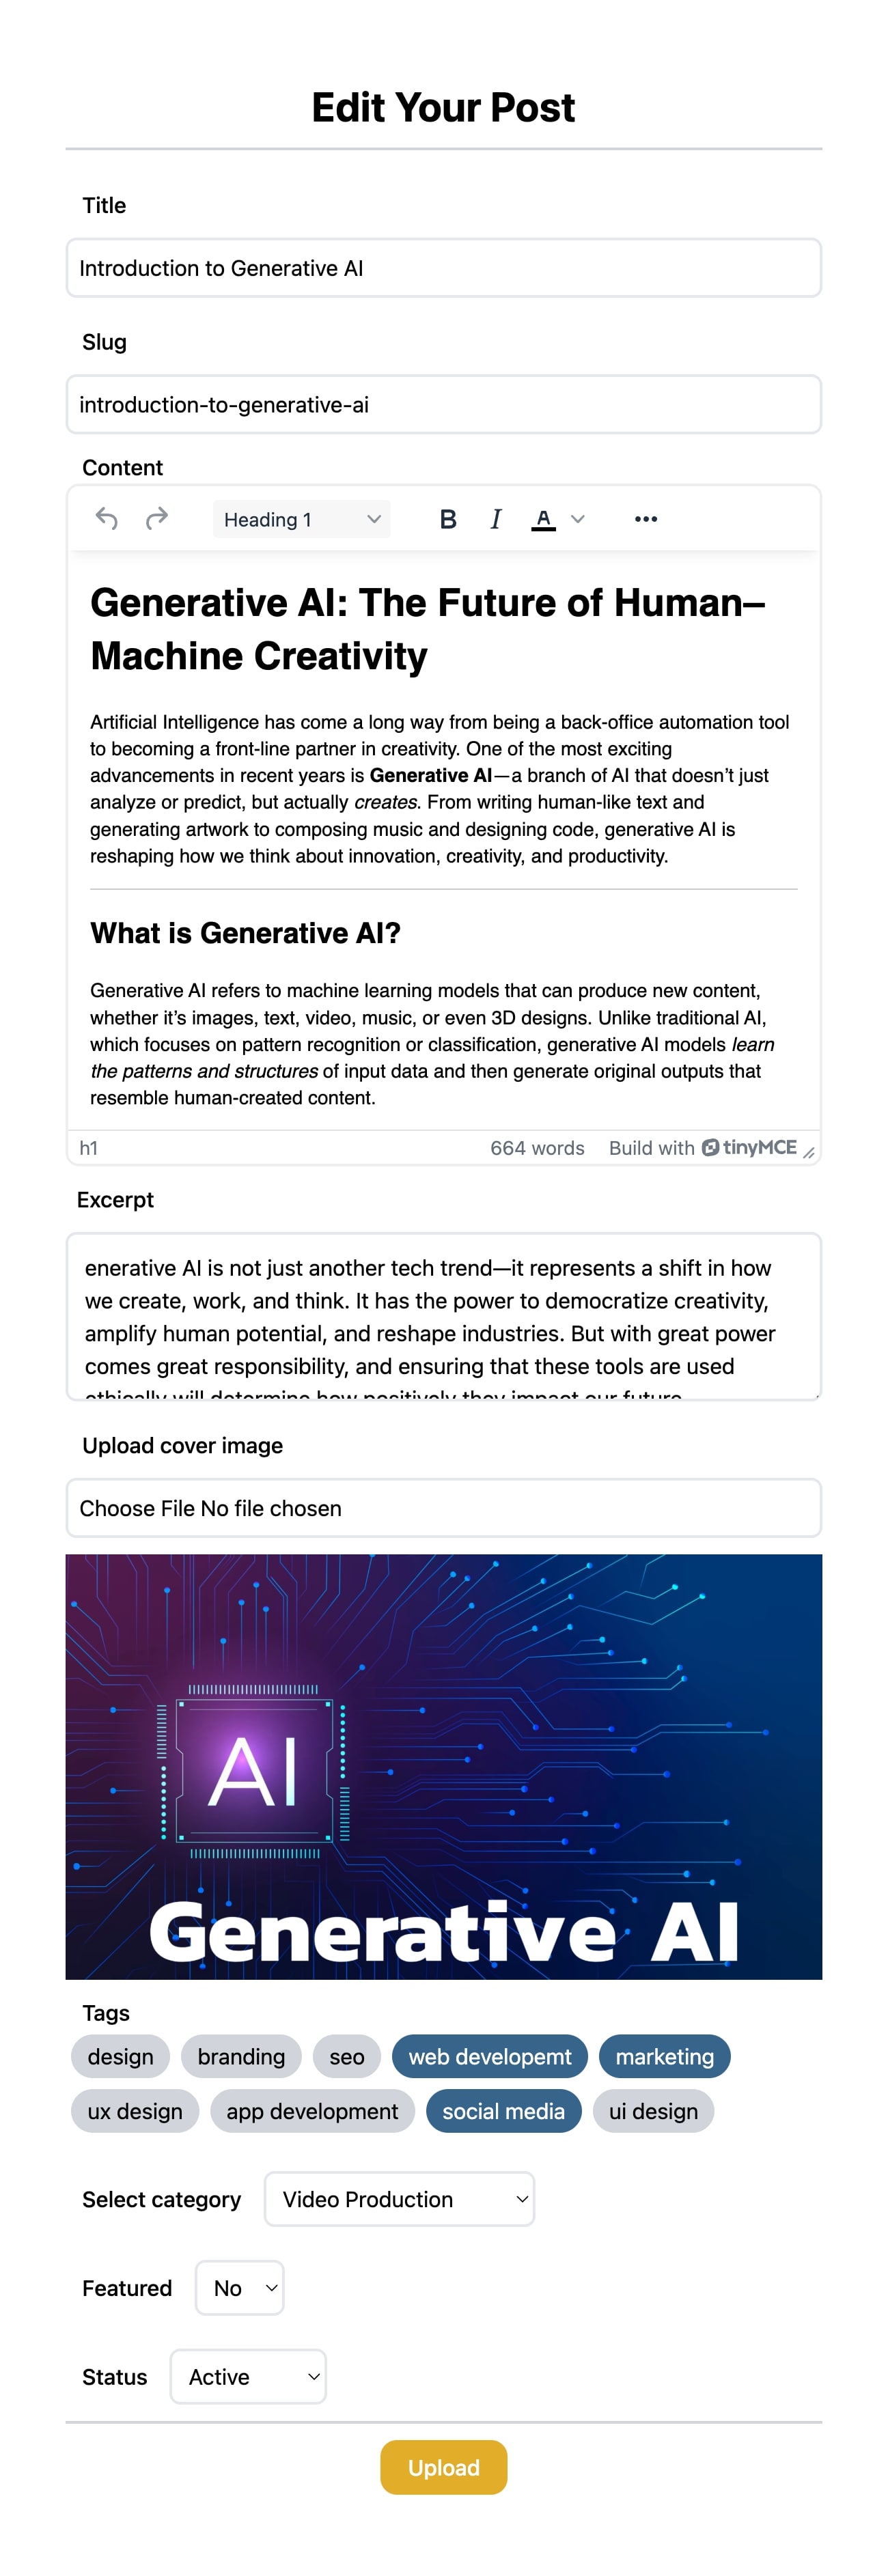 Edit Your Post
Title
Introduction to Generative AI
Slug
introduction-to-generative-ai
Content
Heading 1 B I A •••
Generative AI: The Future of Human–
Machine Creativity
Artificial Intelligence has come a long way from being a back-office automation tool
to becoming a front-line partner in creativity. One of the most exciting
advancements in recent years is Generative AI—a branch of AI that doesn’t just
analyze or predict, but actually creates. From writing human-like text and
generating artwork to composing music and designing code, generative AI is
reshaping how we think about innovation, creativity, and productivity.
What is Generative AI?
Generative AI refers to machine learning models that can produce new content,
whether it’s images, text, video, music, or even 3D designs. Unlike traditional AI,
which focuses on pattern recognition or classification, generative AI models learn
the patterns and structures of input data and then generate original outputs that
resemble human-created content.
h1 664 words Build with tinyMCE
Excerpt
enerative AI is not just another tech trend—it represents a shift in how
we create, work, and think. It has the power to democratize creativity,
amplify human potential, and reshape industries. But with great power
comes great responsibility, and ensuring that these tools are used
ethically will determine how positively they impact our future.
Upload cover image
Choose File No file chosen
AI
Generative AI
Tags
design branding seo web developemt marketing
ux design app development social media ui design
Select category Video Production
Featured No
Status Active
Upload